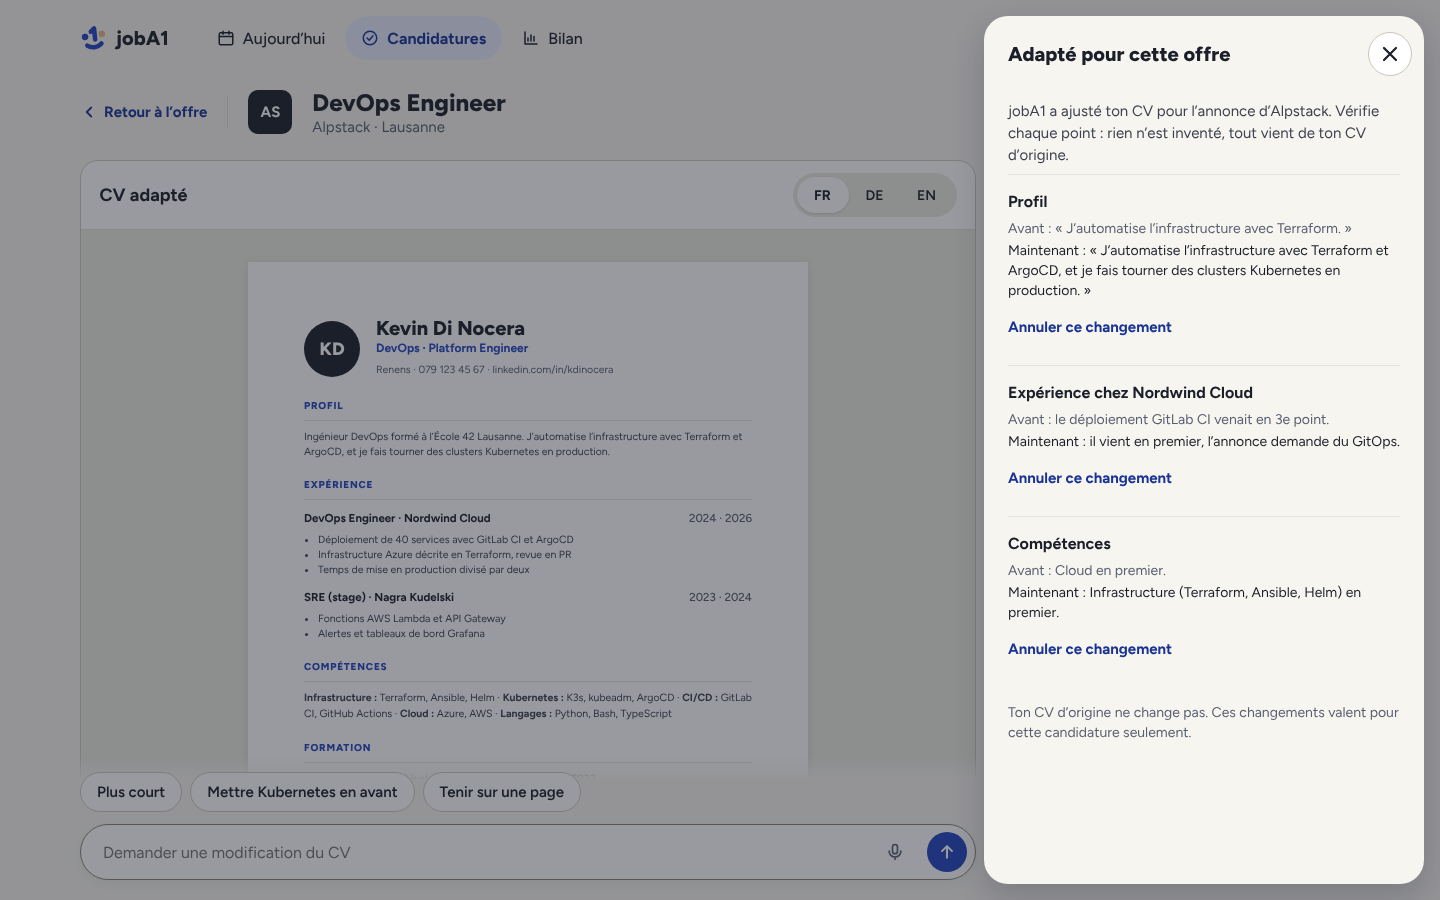 jobA1
Aujourd’hui
Candidatures
Bilan
Retour à l’offre
AS
DevOps Engineer
Alpstack · Lausanne
CV adapté
FR
DE
EN
KD
Kevin Di Nocera
DevOps · Platform Engineer
Renens · 079 123 45 67 · linkedin.com/in/kdinocera
PROFIL
Ingénieur DevOps formé à l’École 42 Lausanne. J’automatise l’infrastructure avec Terraform et
ArgoCD, et je fais tourner des clusters Kubernetes en production.
EXPÉRIENCE
DevOps Engineer · Nordwind Cloud
2024 · 2026
• Déploiement de 40 services avec GitLab CI et ArgoCD
• Infrastructure Azure décrite en Terraform, revue en PR
• Temps de mise en production divisé par deux
SRE (stage) · Nagra Kudelski
2023 · 2024
• Fonctions AWS Lambda et API Gateway
• Alertes et tableaux de bord Grafana
COMPÉTENCES
Infrastructure : Terraform, Ansible, Helm · Kubernetes : K3s, kubeadm, ArgoCD · CI/CD : GitLab
CI, GitHub Actions · Cloud : Azure, AWS · Langages : Python, Bash, TypeScript
FORMATION
Plus court
Mettre Kubernetes en avant
Tenir sur une page
Demander une modification du CV
Adapté pour cette offre
jobA1 a ajusté ton CV pour l’annonce d’Alpstack. Vérifie
chaque point : rien n’est inventé, tout vient de ton CV
d’origine.
Profil
Avant : « J’automatise l’infrastructure avec Terraform. »
Maintenant : « J’automatise l’infrastructure avec Terraform et
ArgoCD, et je fais tourner des clusters Kubernetes en
production. »
Annuler ce changement
Expérience chez Nordwind Cloud
Avant : le déploiement GitLab CI venait en 3e point.
Maintenant : il vient en premier, l’annonce demande du GitOps.
Annuler ce changement
Compétences
Avant : Cloud en premier.
Maintenant : Infrastructure (Terraform, Ansible, Helm) en
premier.
Annuler ce changement
Ton CV d’origine ne change pas. Ces changements valent pour
cette candidature seulement.